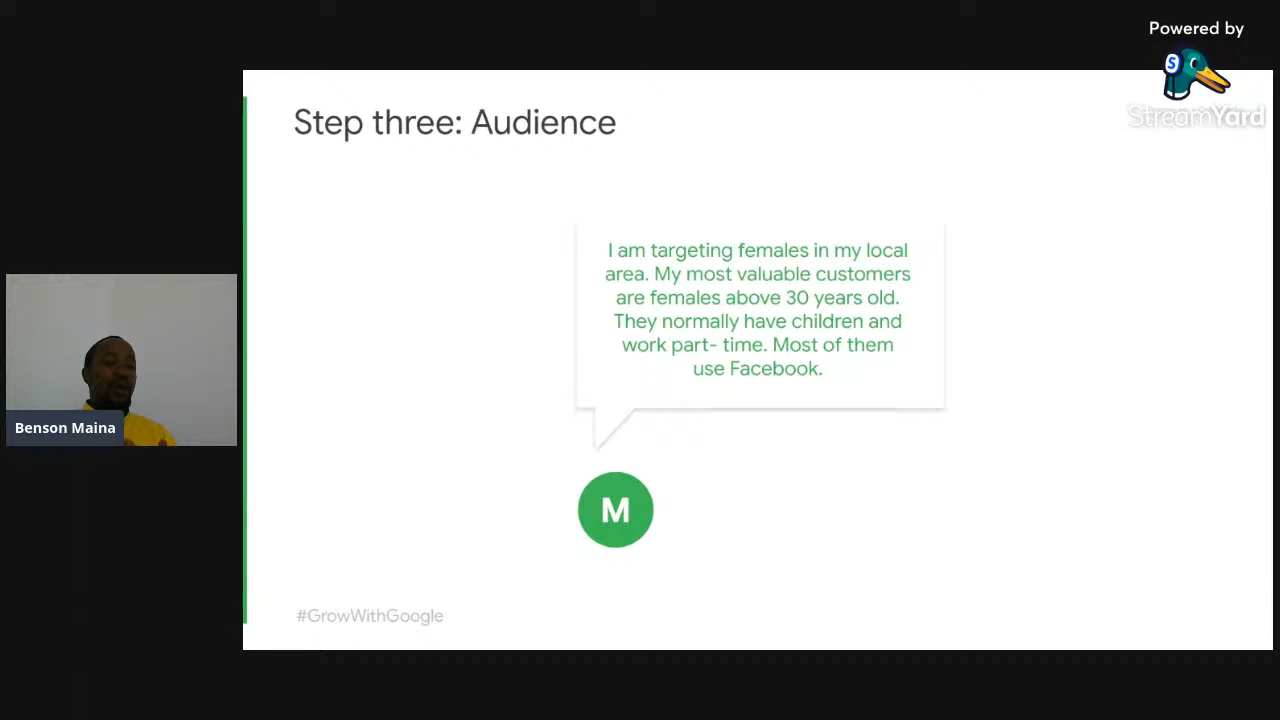 Powered by
S
StreamYard
Step three: Audience
I am targeting females in my local
area. My most valuable customers
are females above 30 years old.
They normally have children and
work part- time. Most of them
use Facebook.
Benson Maina
M
#GrowWithGoogle